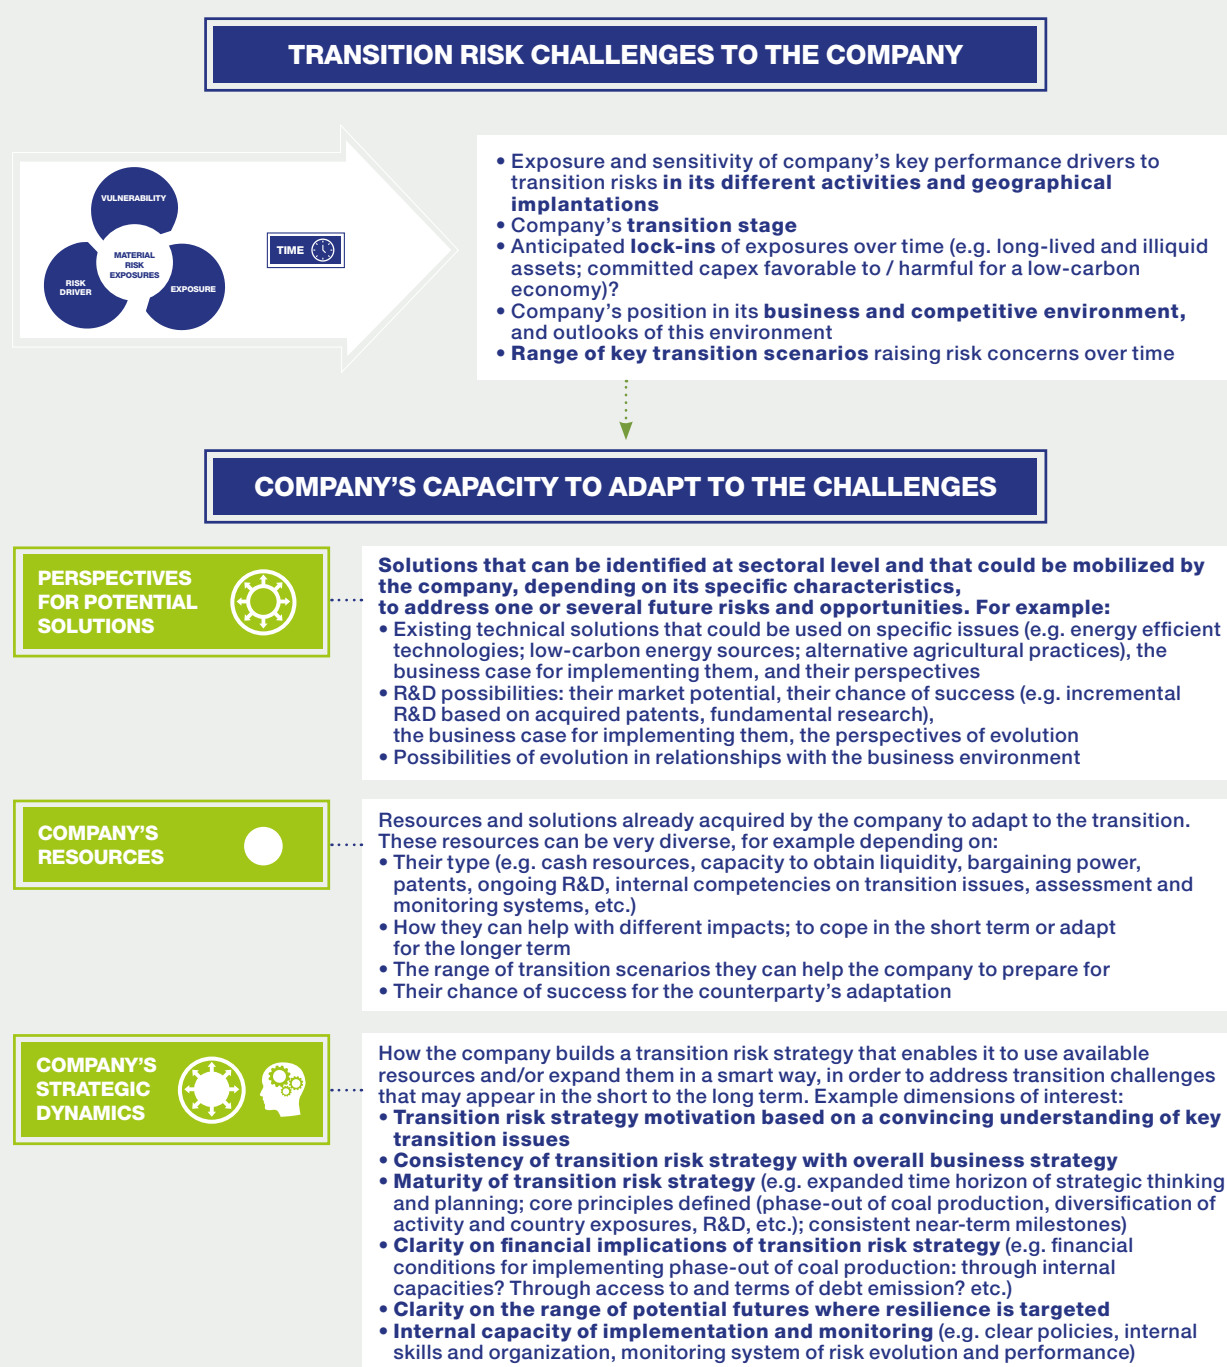 TRANSITION RISK CHALLENGES TO THE COMPANY
VULNERABILITY
MATERIAL
RISK
EXPOSURES
RISK
DRIVER
EXPOSURE
TIME
• Exposure and sensitivity of company’s key performance drivers to
transition risks in its different activities and geographical
implantations
• Company’s transition stage
• Anticipated lock-ins of exposures over time (e.g. long-lived and illiquid
assets; committed capex favorable to / harmful for a low-carbon
economy)?
• Company’s position in its business and competitive environment,
and outlooks of this environment
• Range of key transition scenarios raising risk concerns over time
COMPANY’S CAPACITY TO ADAPT TO THE CHALLENGES
PERSPECTIVES
FOR POTENTIAL
SOLUTIONS
Solutions that can be identified at sectoral level and that could be mobilized by
the company, depending on its specific characteristics,
to address one or several future risks and opportunities. For example:
• Existing technical solutions that could be used on specific issues (e.g. energy efficient
technologies; low-carbon energy sources; alternative agricultural practices), the
business case for implementing them, and their perspectives
• R&D possibilities: their market potential, their chance of success (e.g. incremental
R&D based on acquired patents, fundamental research),
the business case for implementing them, the perspectives of evolution
• Possibilities of evolution in relationships with the business environment
COMPANY’S
RESOURCES
Resources and solutions already acquired by the company to adapt to the transition.
These resources can be very diverse, for example depending on:
• Their type (e.g. cash resources, capacity to obtain liquidity, bargaining power,
patents, ongoing R&D, internal competencies on transition issues, assessment and
monitoring systems, etc.)
• How they can help with different impacts; to cope in the short term or adapt
for the longer term
• The range of transition scenarios they can help the company to prepare for
• Their chance of success for the counterparty’s adaptation
COMPANY’S
STRATEGIC
DYNAMICS
How the company builds a transition risk strategy that enables it to use available
resources and/or expand them in a smart way, in order to address transition challenges
that may appear in the short to the long term. Example dimensions of interest:
• Transition risk strategy motivation based on a convincing understanding of key
transition issues
• Consistency of transition risk strategy with overall business strategy
• Maturity of transition risk strategy (e.g. expanded time horizon of strategic thinking
and planning; core principles defined (phase-out of coal production, diversification of
activity and country exposures, R&D, etc.); consistent near-term milestones)
• Clarity on financial implications of transition risk strategy (e.g. financial
conditions for implementing phase-out of coal production: through internal
capacities? Through access to and terms of debt emission? etc.)
• Clarity on the range of potential futures where resilience is targeted
• Internal capacity of implementation and monitoring (e.g. clear policies, internal
skills and organization, monitoring system of risk evolution and performance)